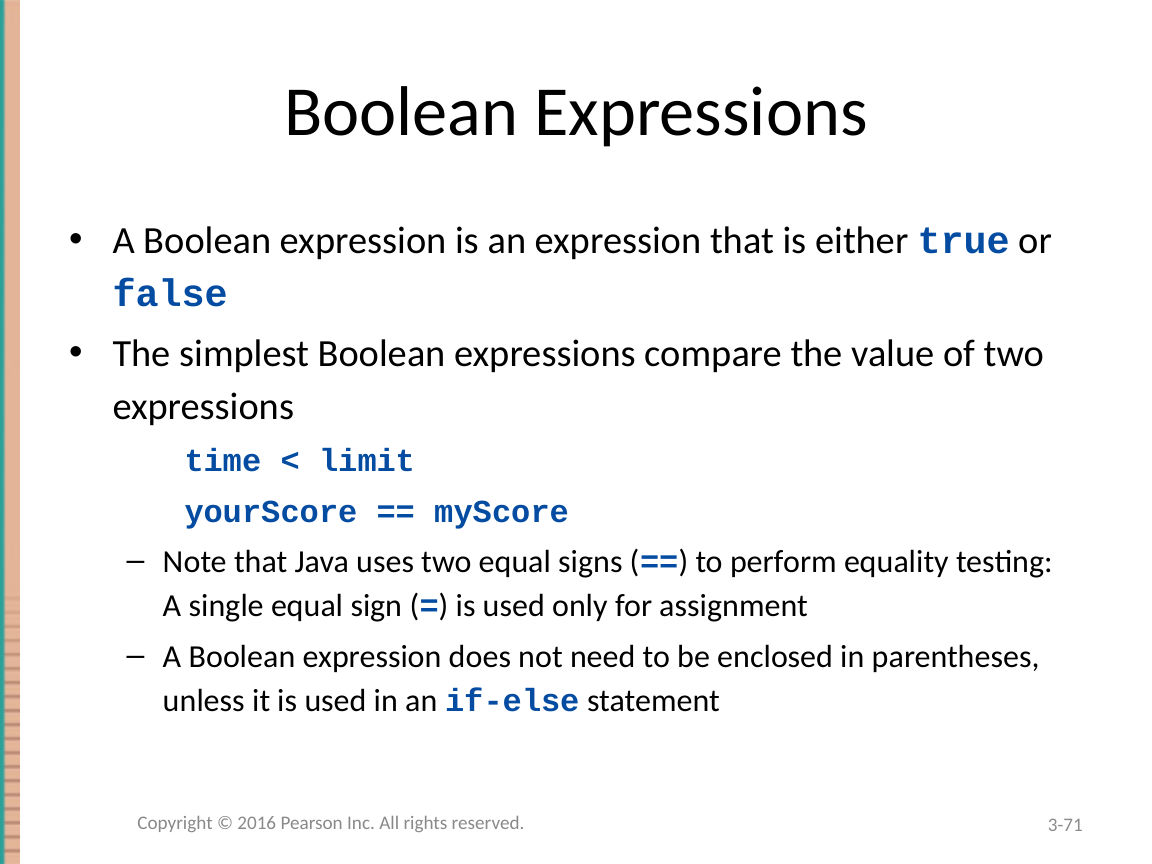 Boolean Expressions
• A Boolean expression is an expression that is either true or
false
• The simplest Boolean expressions compare the value of two
expressions
time < limit
yourScore == myScore
– Note that Java uses two equal signs (==) to perform equality testing:
A single equal sign (=) is used only for assignment
– A Boolean expression does not need to be enclosed in parentheses,
unless it is used in an if-else statement
Copyright © 2016 Pearson Inc. All rights reserved.
3-71